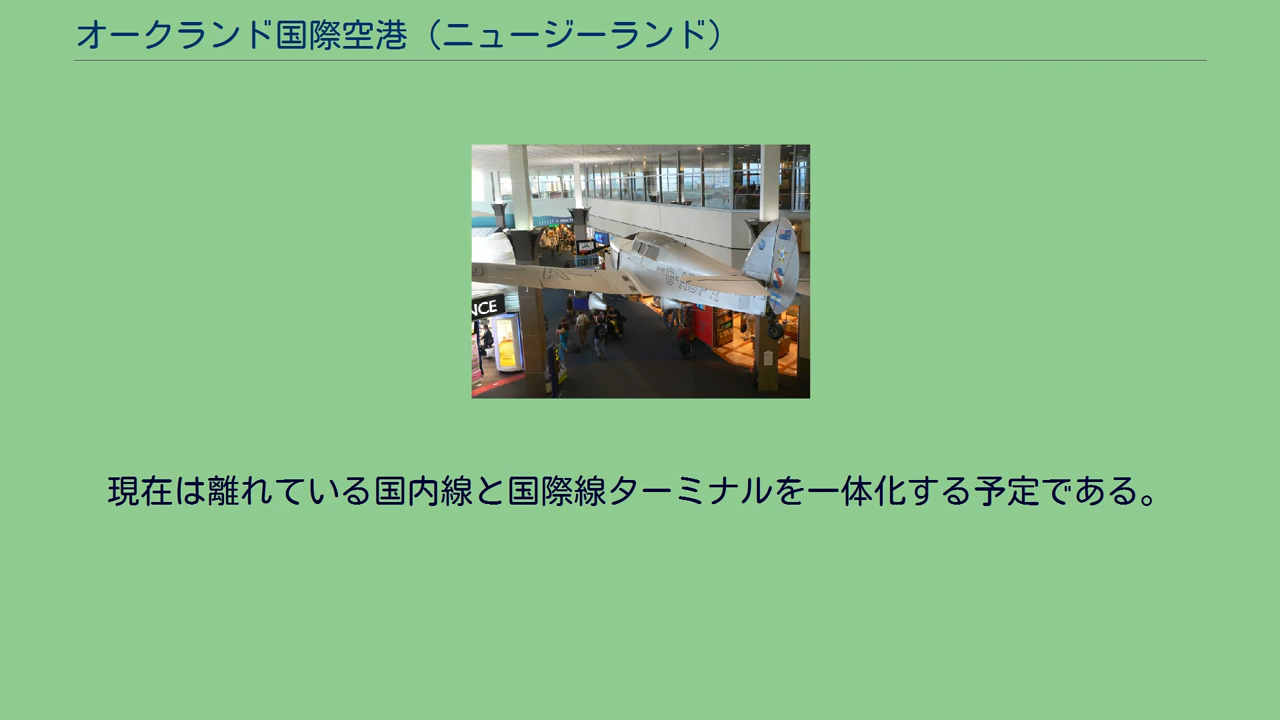 オークランド国際空港（ニュージーランド）
NCE
現在は離れている国内線と国際線ターミナルを一体化する予定である。